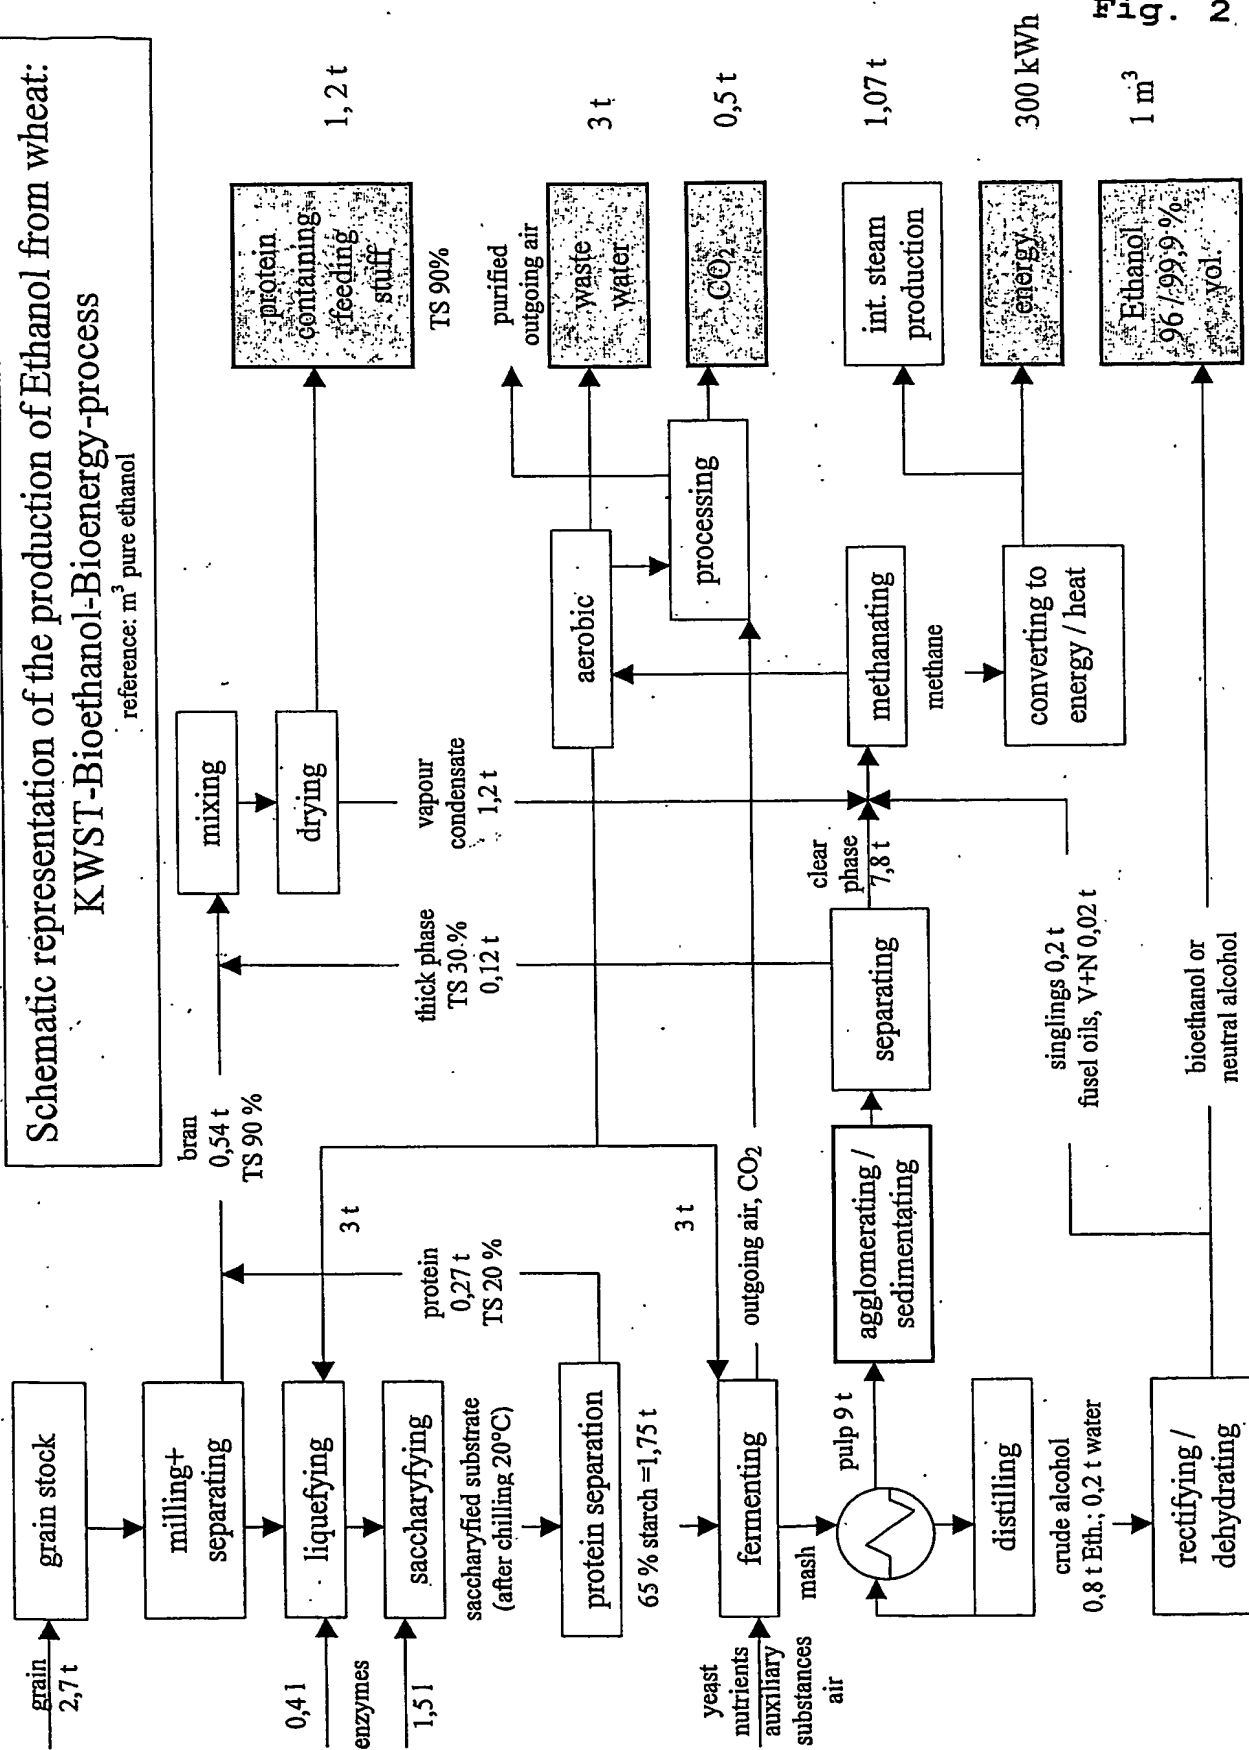 Fig. 2
Schematic representation of the production of Ethanol from wheat:
KWST-Bioethanol-Bioenergy-process
reference: m³ pure ethanol
grain
2,7 t
grain stock
milling+
separating
bran
0,54 t
TS 90 %
mixing
drying
protein
containing
feeding
stuff
TS 90%
1,2 t
0,4 l
enzymes
1,5 l
liquefying
saccharyfying
3 t
saccharyfied substrate
(after chilling 20°C)
protein separation
protein
0,27 t
TS 20 %
thick phase
TS 30 %
0,12 t
vapour
condensate
1,2 t
65 % starch =1,75 t
yeast
nutrients
auxiliary
substances
air
fermenting
3 t
outgoing air, CO₂
aerobic
processing
purified
outgoing air
waste
water
3 t
CO₂
0,5 t
mash
pulp 9 t
agglomerating /
sedimentating
separating
clear
phase
7,8 t
methanating
methane
int. steam
production
1,07 t
distilling
converting to
energy / heat
energy
300 kWh
crude alcohol
0,8 t Eth.; 0,2 t water
singlings 0,2 t
fusel oils, V+N 0,02 t
rectifying /
dehydrating
bioethanol or
neutral alcohol
Ethanol
96 / 99,9 %
vol.
1 m³